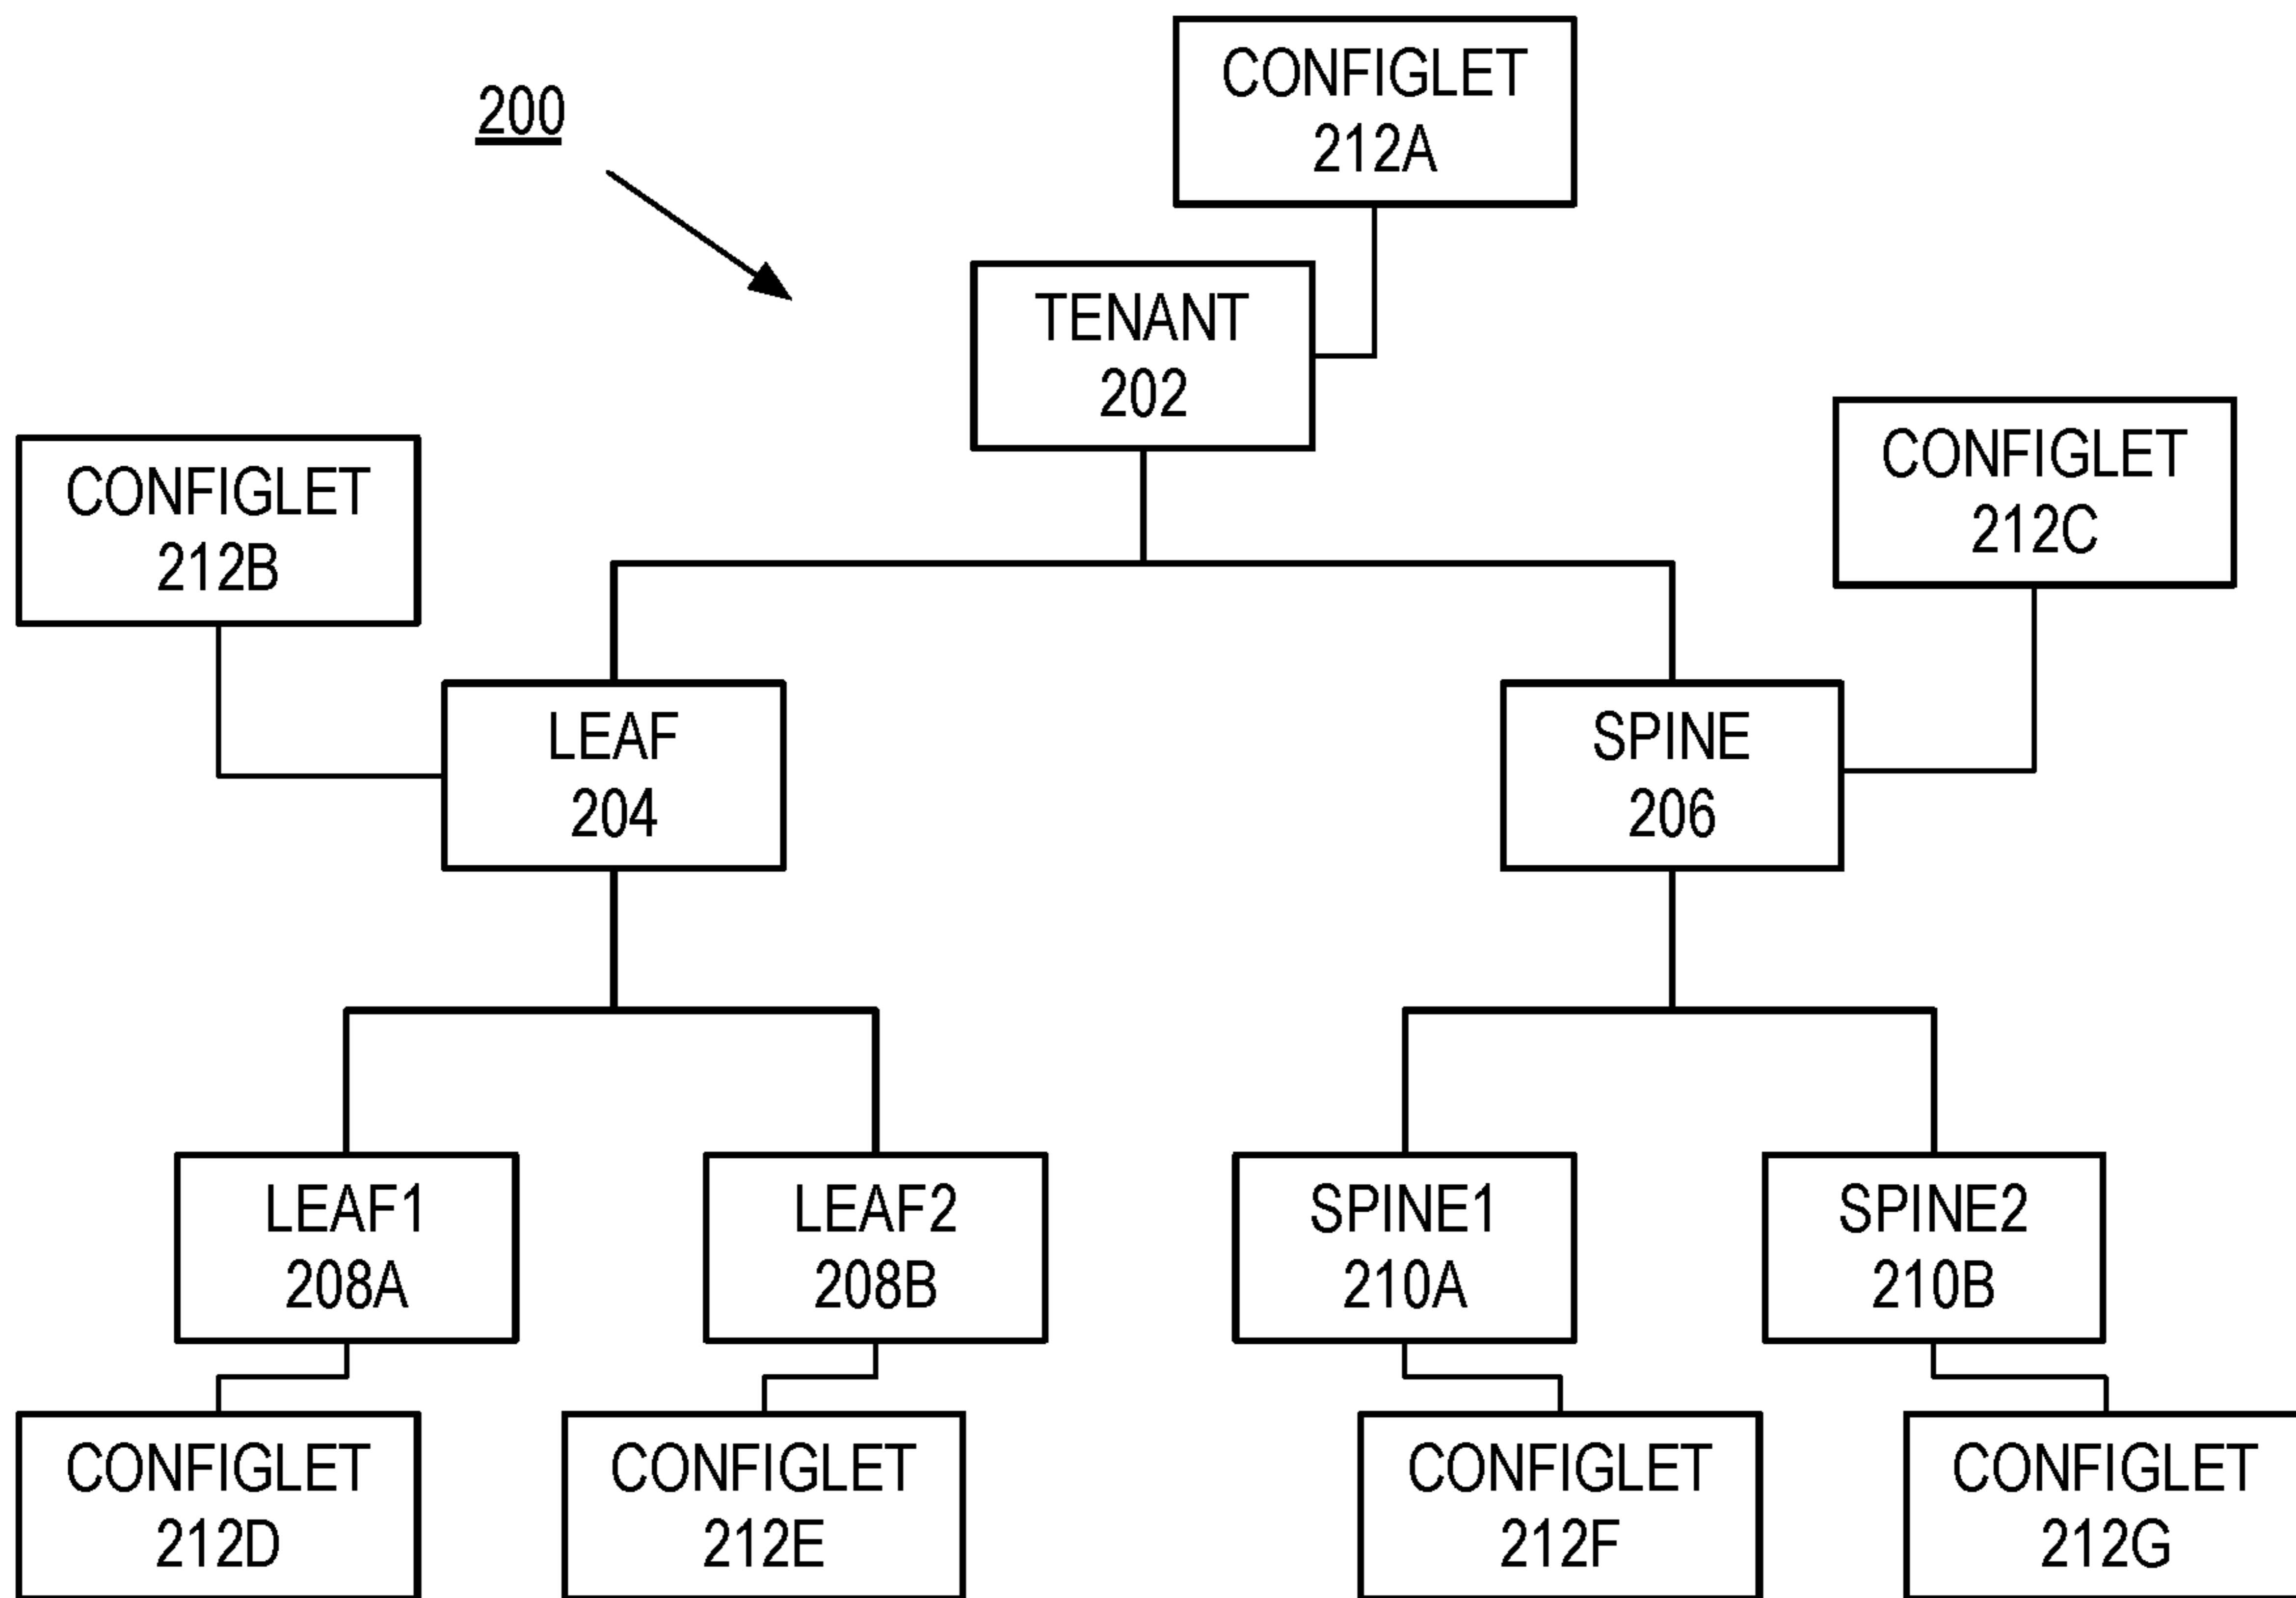 CONFIGLET
212A
200
TENANT
202
CONFIGLET
212B
CONFIGLET
212C
LEAF
204
SPINE
206
LEAF1
208A
LEAF2
208B
SPINE1
210A
SPINE2
210B
CONFIGLET
212D
CONFIGLET
212E
CONFIGLET
212F
CONFIGLET
212G